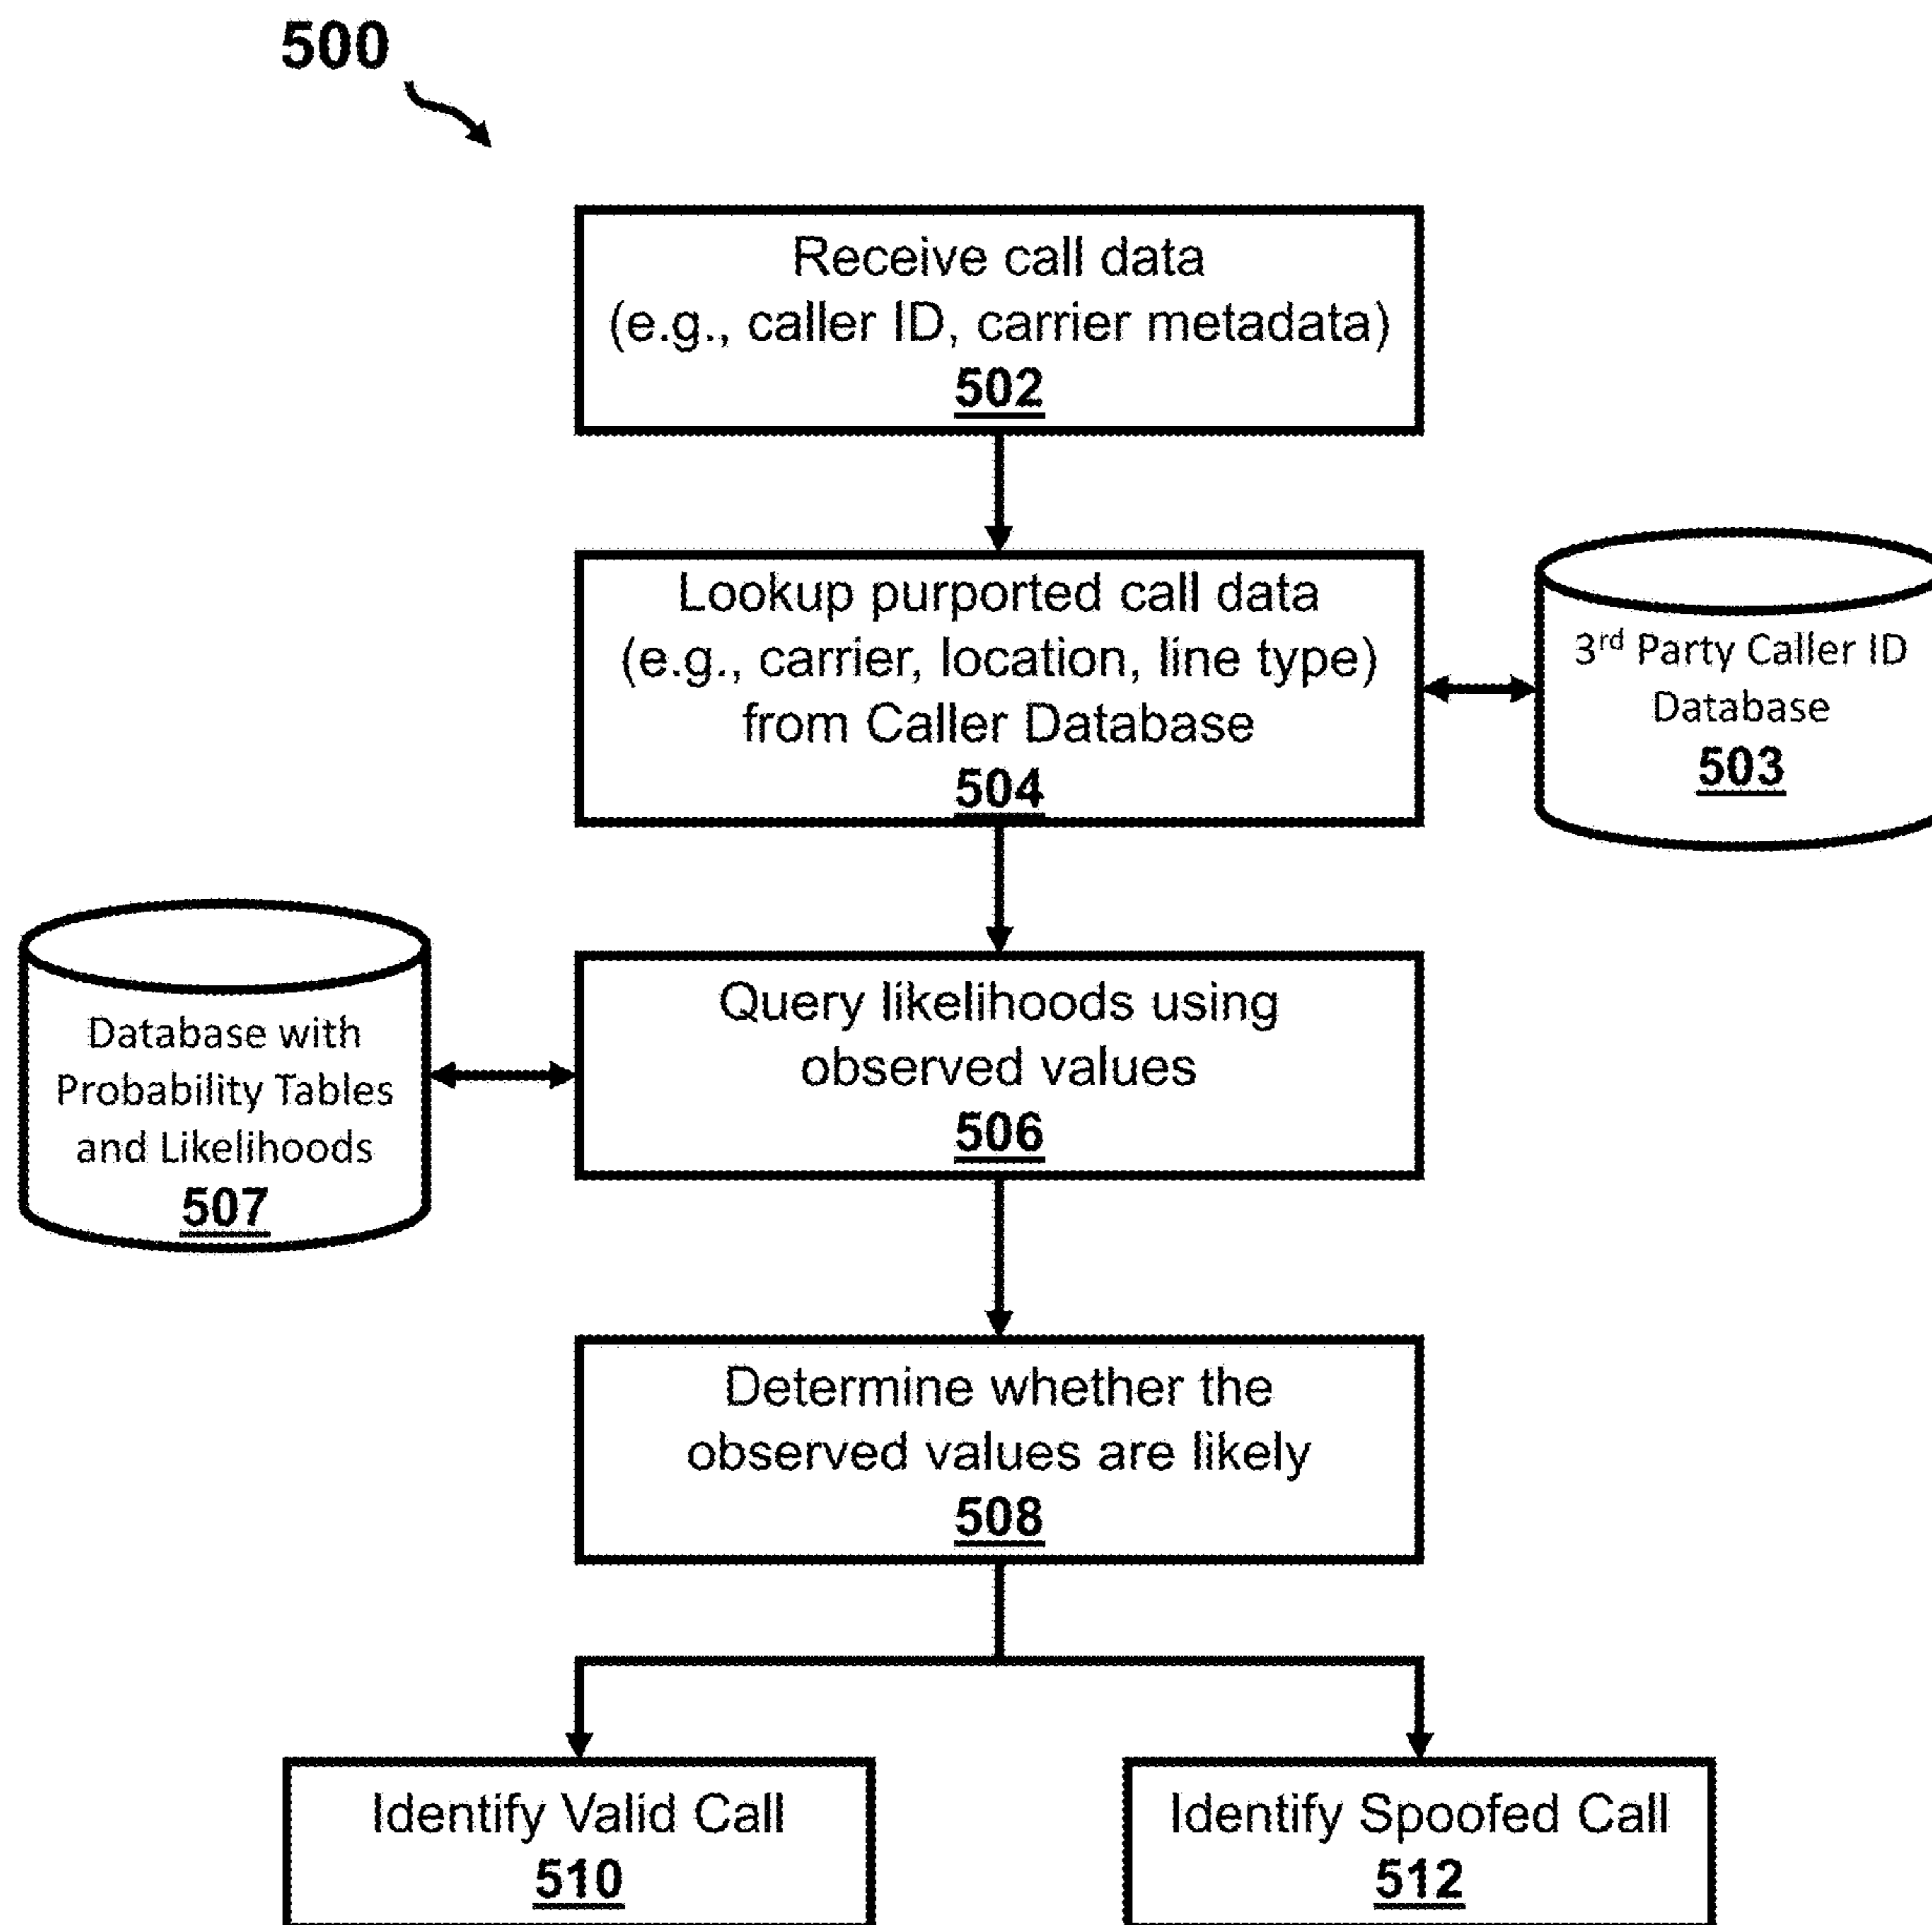 500
Receive call data
(e.g., caller ID, carrier metadata)
502
Lookup purported call data
(e.g., carrier, location, line type)
from Caller Database
504
3rd Party Caller ID
Database
503
Query likelihoods using
observed values
506
Database with
Probability Tables
and Likelihoods
507
Determine whether the
observed values are likely
508
Identify Valid Call
510
Identify Spoofed Call
512